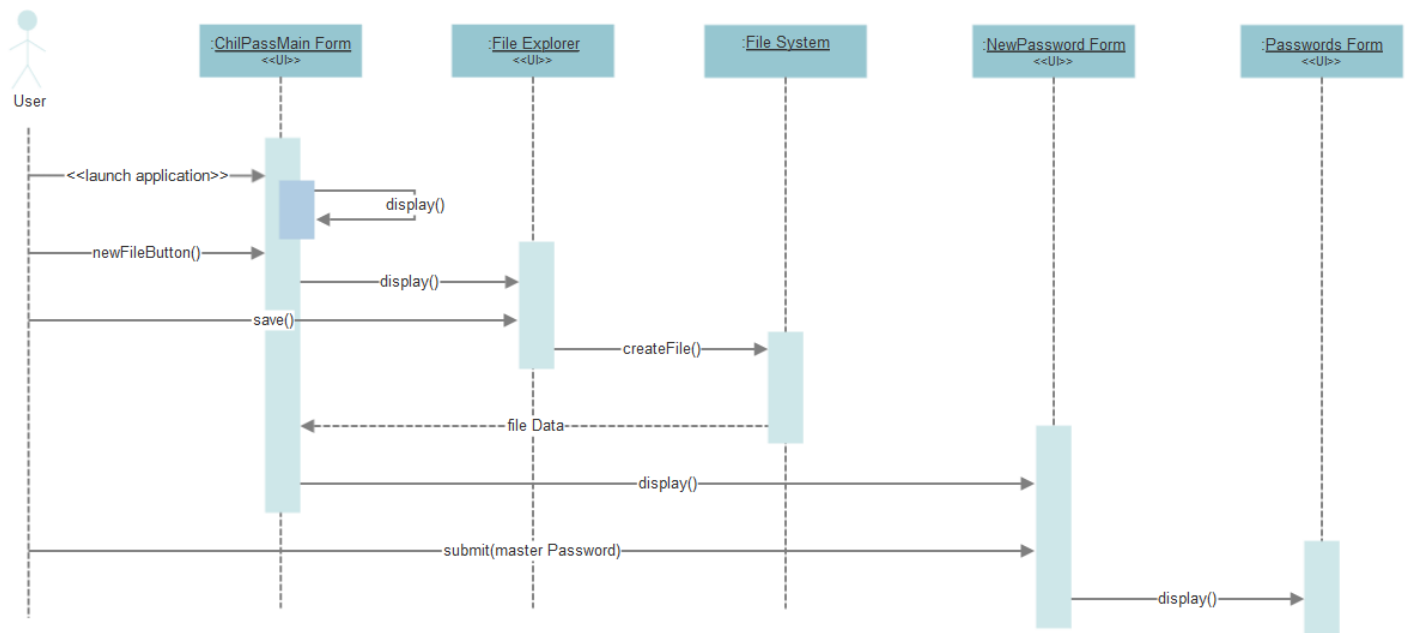 :ChilPassMain Form
<<UI>>
:File Explorer
<<UI>>
:File System
:NewPassword Form
<<UI>>
:Passwords Form
<<UI>>
User
<<launch application>>
display()
newFileButton()
display()
save()
createFile()
file Data
display()
submit(master Password)
display()